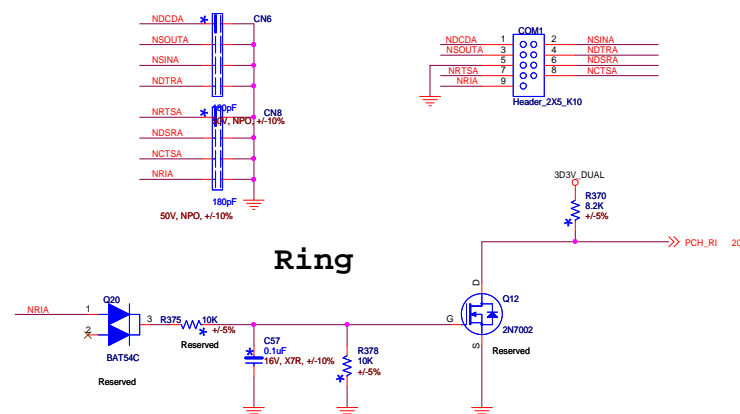 NDCDA
CN6
NSOUTA
NSINA
NDTRA
180pF
50V, NPO, +/-10%
NRTSA
CN8
NDSRA
NCTSA
NRIA
180pF
50V, NPO, +/-10%
COM1
NDCDA 1 2 NSINA
NSOUTA 3 4 NDTRA
5 6 NDSRA
NRTSA 7 8 NCTSA
NRIA 9
Header_2X5_K10
3D3V_DUAL
R370
8.2K
+/-5%
PCH_RI 20
Ring
D
Q12
G
2N7002
S
Reserved
NRIA
1
Q20
2
3
BAT54C
Reserved
R375 10K
+/-5%
Reserved
C57
0.1uF
16V, X7R, +/-10%
R378
10K
+/-5%